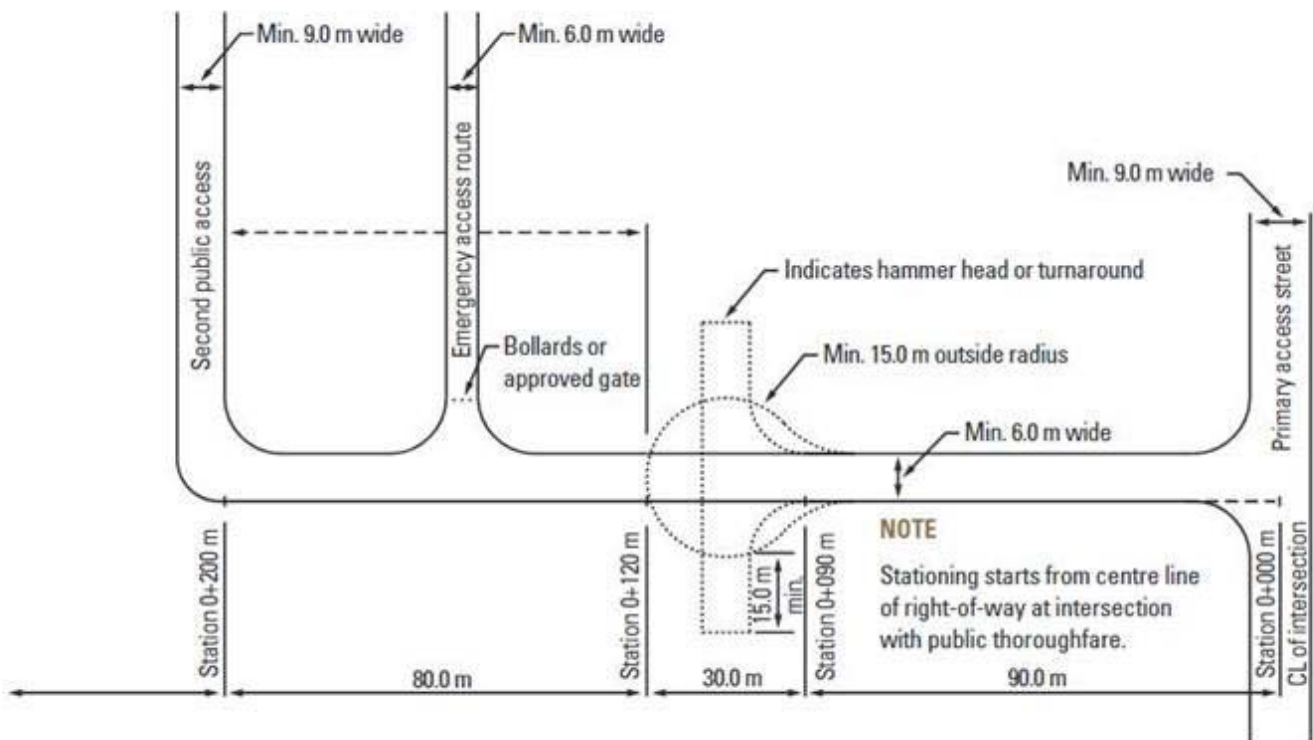 Min. 9.0 m wide
Min. 6.0 m wide
Second public access
Emergency access route
Min. 9.0 m wide
Primary access street
Indicates hammer head or turnaround
Bollards or
approved gate
Min. 15.0 m outside radius
Min. 6.0 m wide
NOTE
Stationing starts from centre line
of right-of-way at intersection
with public thoroughfare.
Station 0+200 m
Station 0+120 m
15.0 m
min.
Station 0+090 m
Station 0+000 m
CL of intersection
80.0 m
30.0 m
90.0 m